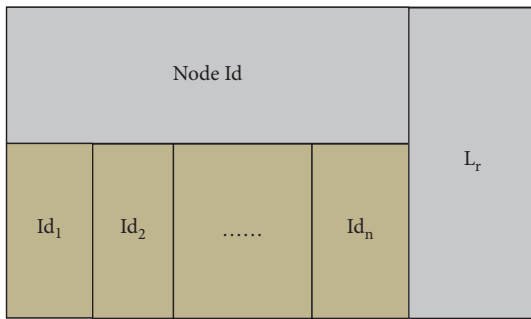 Node Id
L_r
Id_1
Id_2
......
Id_n